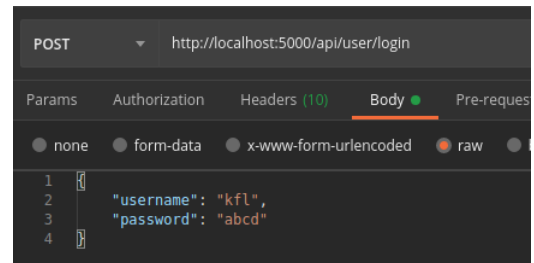 POST http://localhost:5000/api/user/login
Params Authorization Headers (10) Body Pre-reques
none form-data x-www-form-urlencoded raw
1 {
2 "username": "kfl",
3 "password": "abcd"
4 }